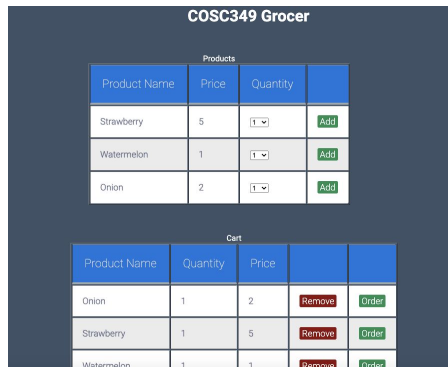 COSC349 Grocer
Products
Product Name Price Quantity
Strawberry 5 1 Add
Watermelon 1 1 Add
Onion 2 1 Add
Cart
Product Name Quantity Price
Onion 1 2 Remove Order
Strawberry 1 5 Remove Order
Watermelon 1 1 Remove Order